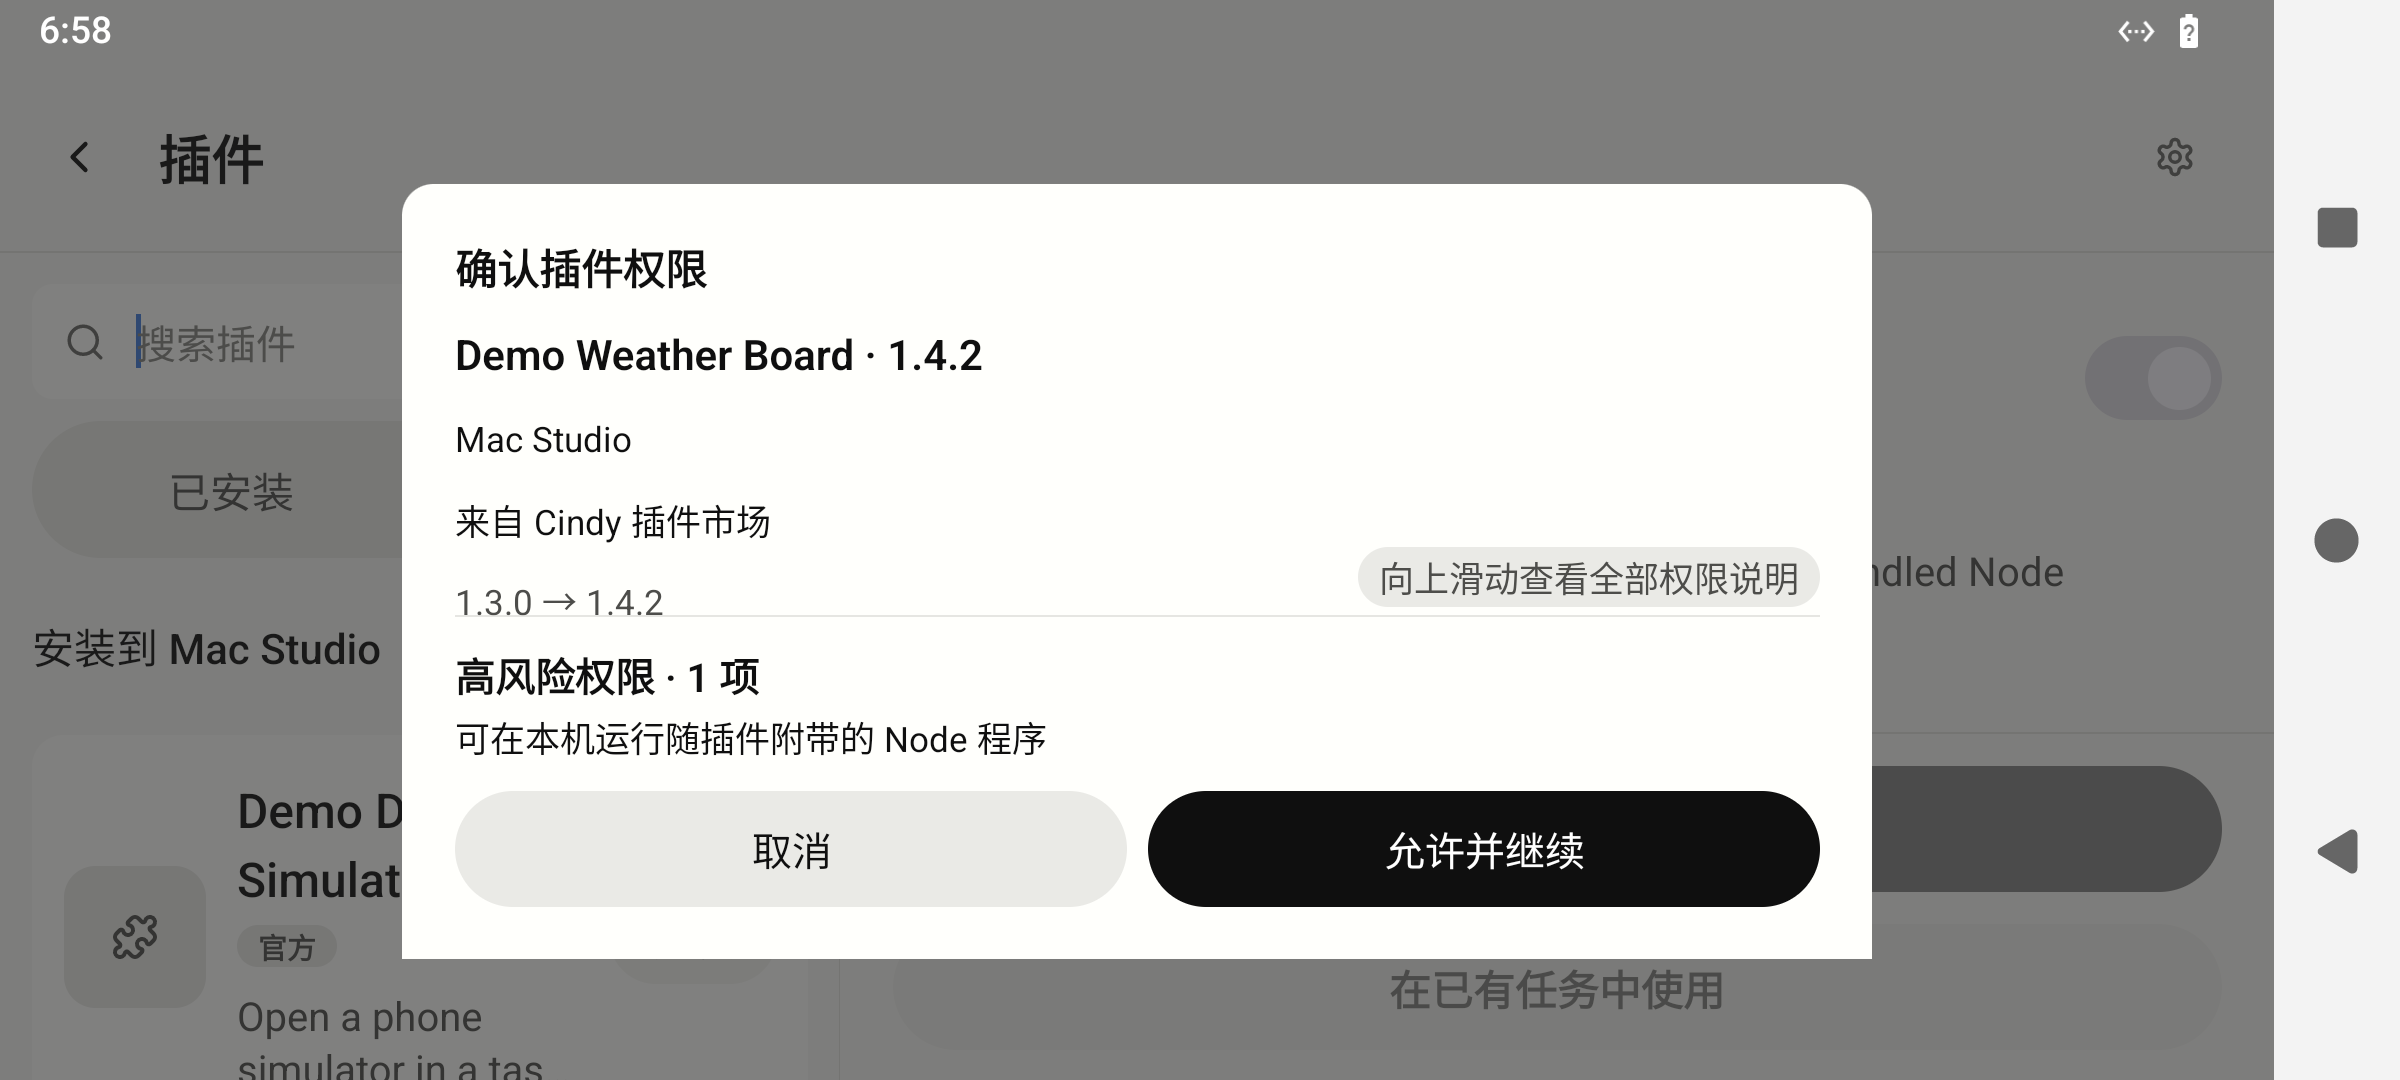 6:58
插件
搜索插件
已安装
安装到 Mac Studio
Demo D
Simulat
官方
Open a phone
simulator in a tas
确认插件权限
Demo Weather Board · 1.4.2
Mac Studio
来自 Cindy 插件市场
1.3.0 → 1.4.2
向上滑动查看全部权限说明
高风险权限 · 1 项
可在本机运行随插件附带的 Node 程序
取消
允许并继续
ndled Node
在已有任务中使用